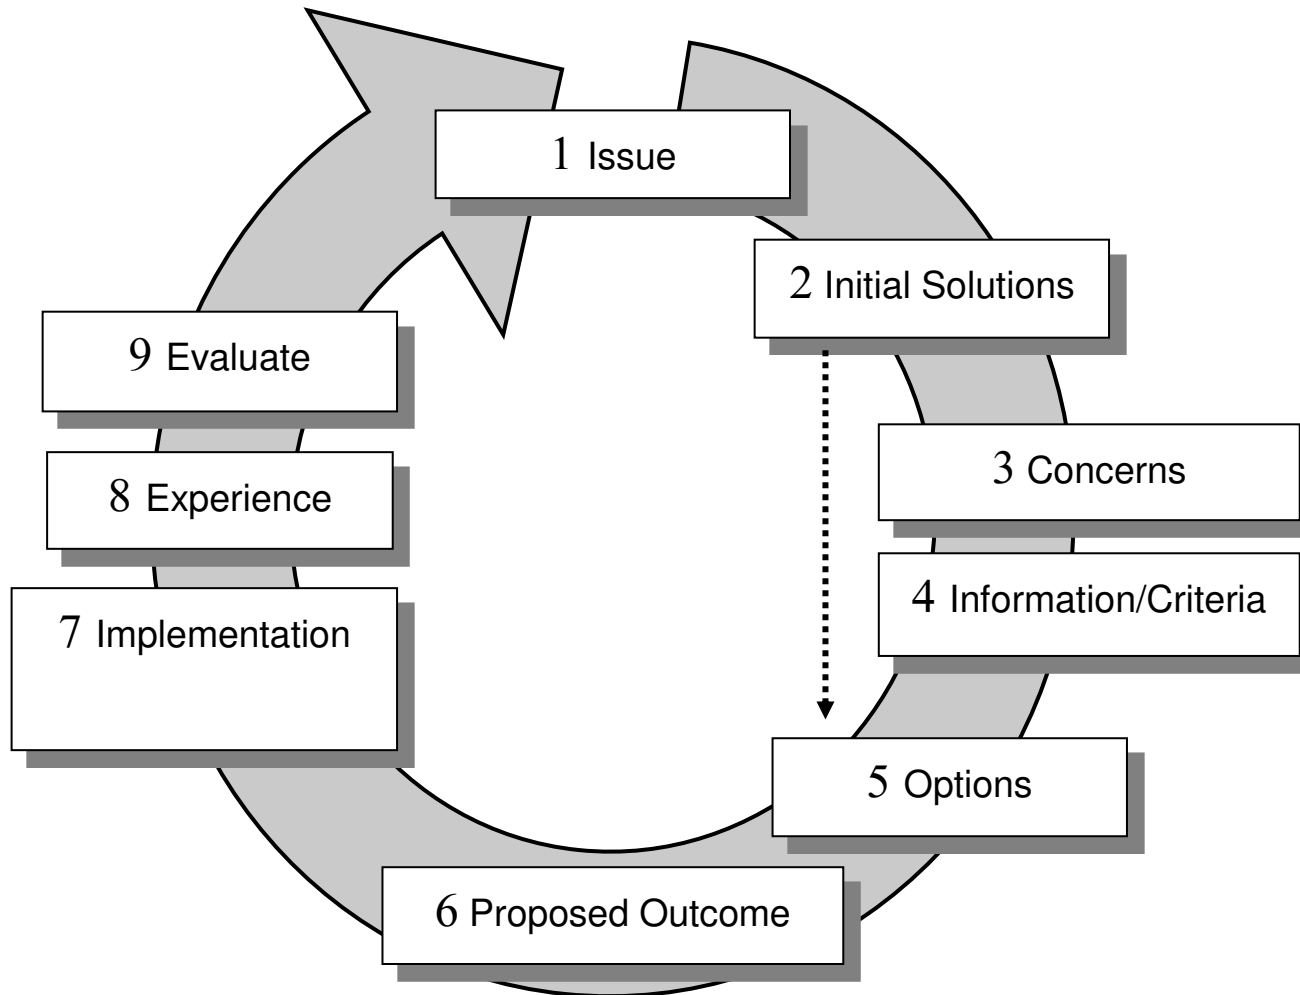 1 Issue
2 Initial Solutions
3 Concerns
4 Information/Criteria
5 Options
6 Proposed Outcome
7 Implementation
8 Experience
9 Evaluate